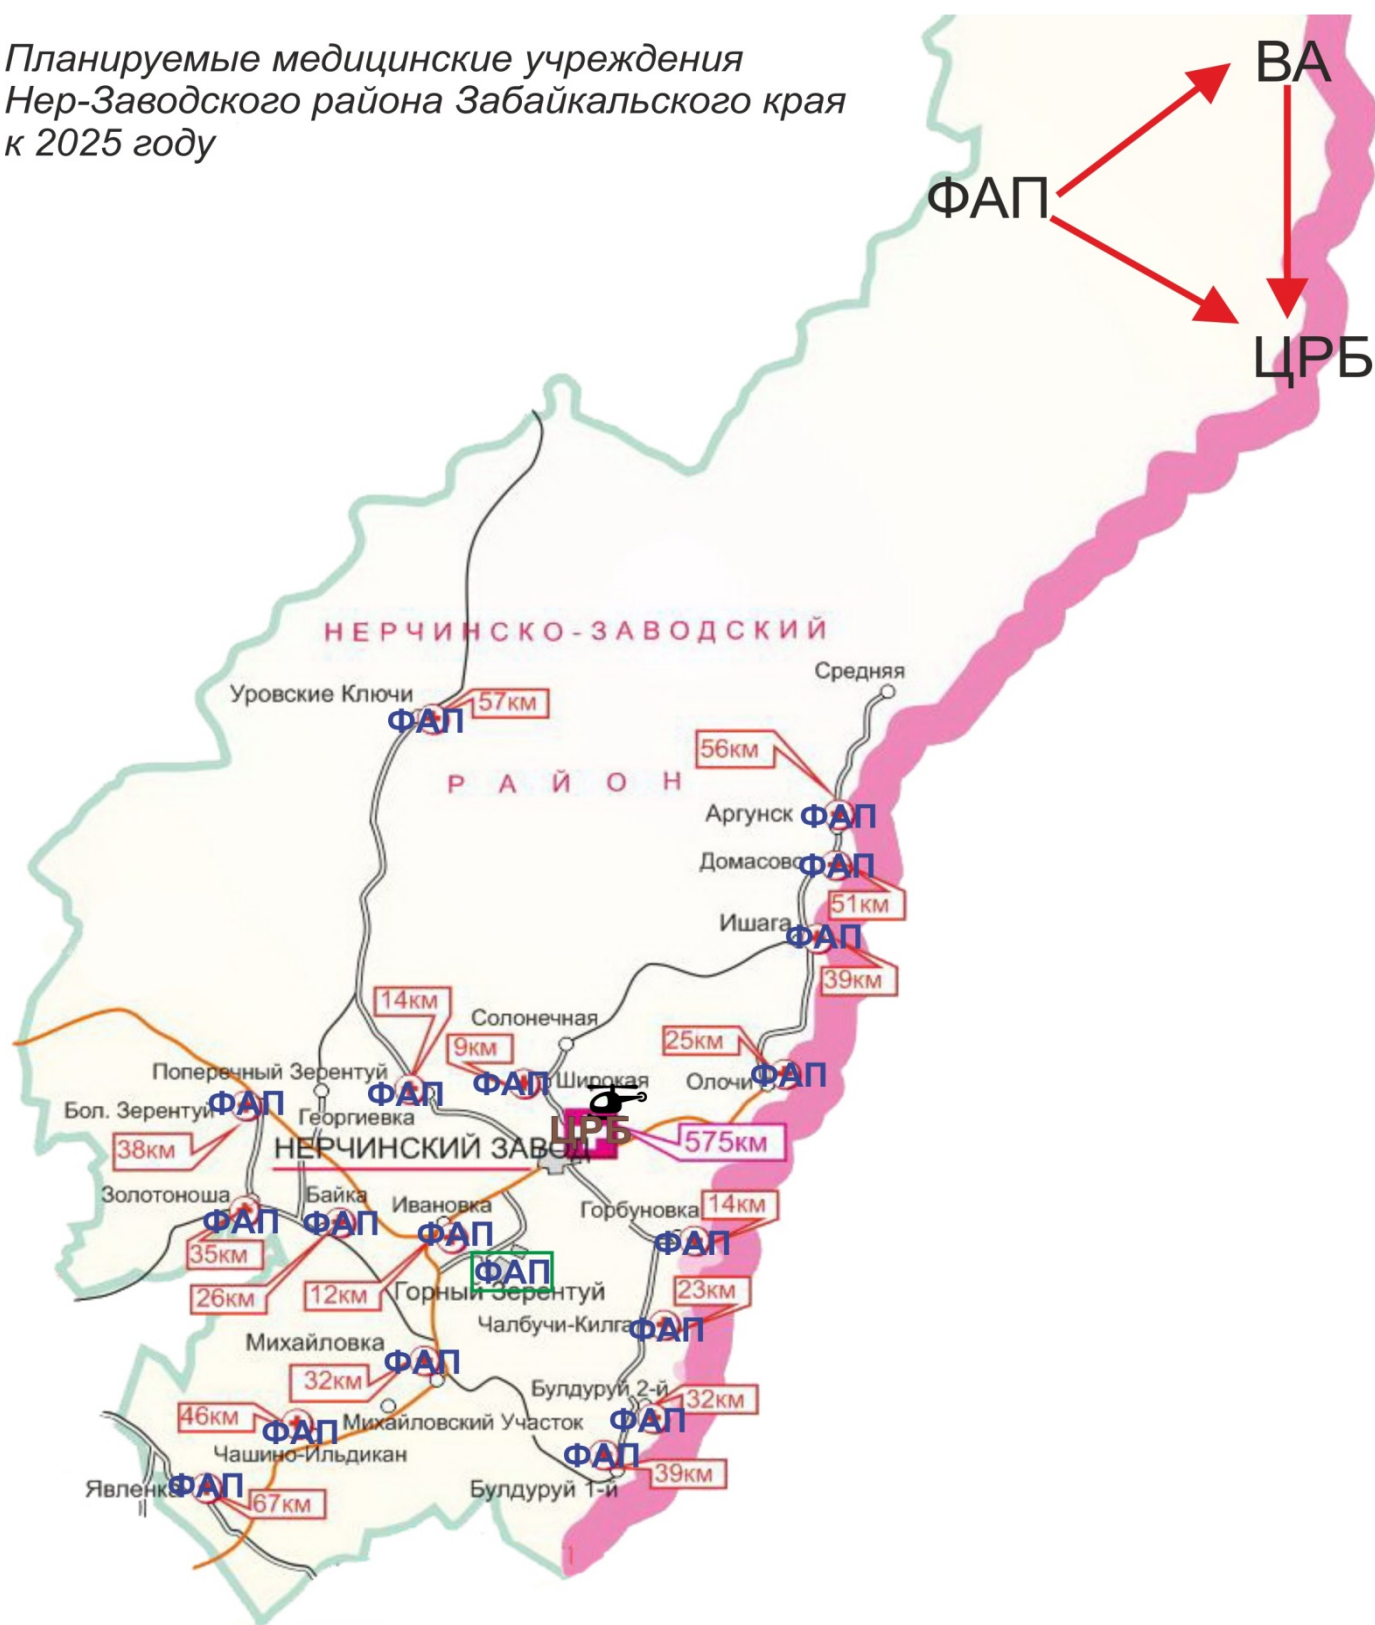 Планируемые медицинские учреждения
Нер-Заводского района Забайкальского края
к 2025 году
ВА
ФАП
ЦРБ
НЕРЧИНСКО-ЗАВОДСКИЙ
РАЙОН
Средняя
Уровские Ключи
57км
ФАП
56км
Аргунск ФАП
Домасово ФАП
51км
Ишага
ФАП
39км
14км
Солонечная
9км
25км
Поперечный Зерентуй
ФАП
ФАП Широкая
Олочи ФАП
Бол. Зерентуй ФАП
Георгиевка
ЦРБ
38км
НЕРЧИНСКИЙ ЗАВОД
575км
Золотоноша
ФАП
35км
Байка
ФАП
26км
Ивановка
ФАП
12км
Горбуновка
14км
ФАП
ФАП
Горный Зерентуй
23км
Чалбучи-Килга ФАП
Михайловка
ФАП
32км
Булдуруй 2-й
32км
ФАП
46км
ФАП
Михайловский Участок
Чашино-Ильдикан
ФАП
39км
Булдуруй 1-й
Явленка ФАП
67км
1